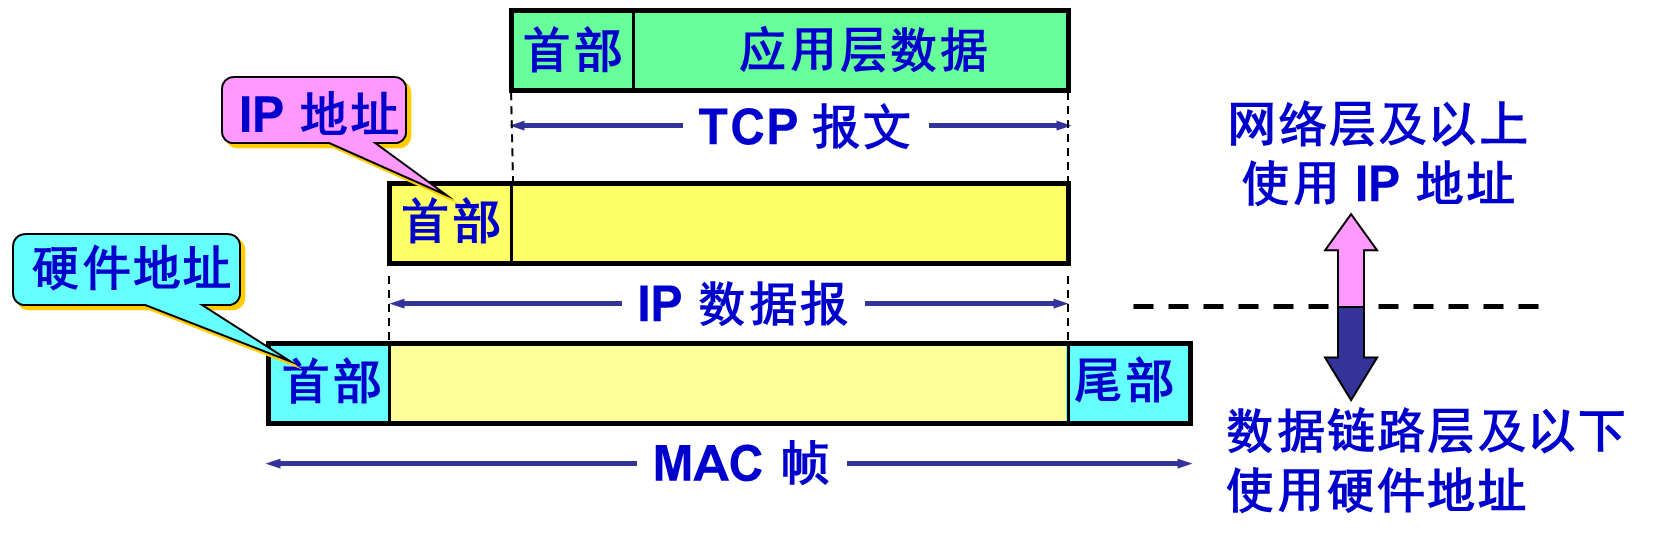 首部 应用层数据
IP 地址
TCP 报文
网络层及以上
使用 IP 地址
首部
硬件地址
IP 数据报
首部 尾部
数据链路层及以下
使用硬件地址
MAC 帧